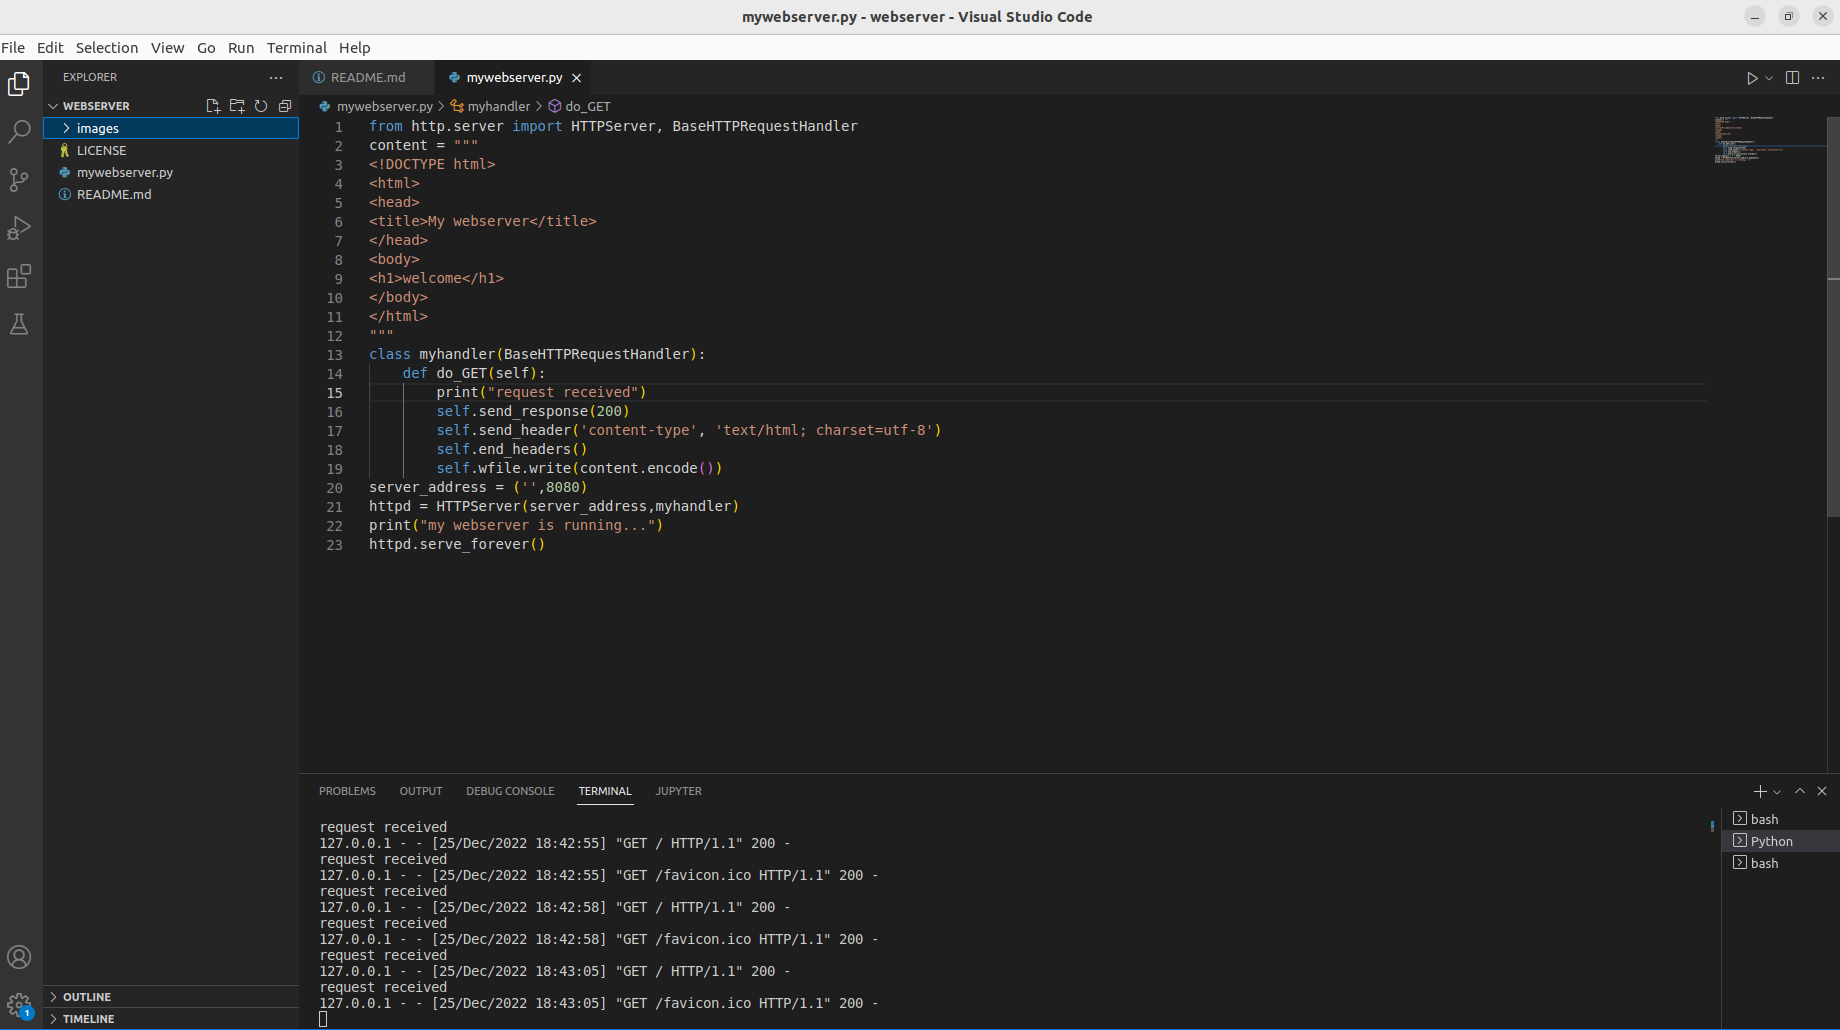 mywebserver.py - webserver - Visual Studio Code
File Edit Selection View Go Run Terminal Help
EXPLORER
WEBSERVER
images
LICENSE
mywebserver.py
README.md
OUTLINE
TIMELINE
1
README.md mywebserver.py
mywebserver.py > myhandler > do_GET
1 from http.server import HTTPServer, BaseHTTPRequestHandler
2 content = """
3 <!DOCTYPE html>
4 <html>
5 <head>
6 <title>My webserver</title>
7 </head>
8 <body>
9 <h1>welcome</h1>
10 </body>
11 </html>
12 """
13 class myhandler(BaseHTTPRequestHandler):
14     def do_GET(self):
15         print("request received")
16         self.send_response(200)
17         self.send_header('content-type', 'text/html; charset=utf-8')
18         self.end_headers()
19         self.wfile.write(content.encode())
20 server_address = ('',8080)
21 httpd = HTTPServer(server_address,myhandler)
22 print("my webserver is running...")
23 httpd.serve_forever()
PROBLEMS OUTPUT DEBUG CONSOLE TERMINAL JUPYTER
request received
127.0.0.1 - - [25/Dec/2022 18:42:55] "GET / HTTP/1.1" 200 -
request received
127.0.0.1 - - [25/Dec/2022 18:42:55] "GET /favicon.ico HTTP/1.1" 200 -
request received
127.0.0.1 - - [25/Dec/2022 18:42:58] "GET / HTTP/1.1" 200 -
request received
127.0.0.1 - - [25/Dec/2022 18:42:58] "GET /favicon.ico HTTP/1.1" 200 -
request received
127.0.0.1 - - [25/Dec/2022 18:43:05] "GET / HTTP/1.1" 200 -
request received
127.0.0.1 - - [25/Dec/2022 18:43:05] "GET /favicon.ico HTTP/1.1" 200 -
bash
Python
bash